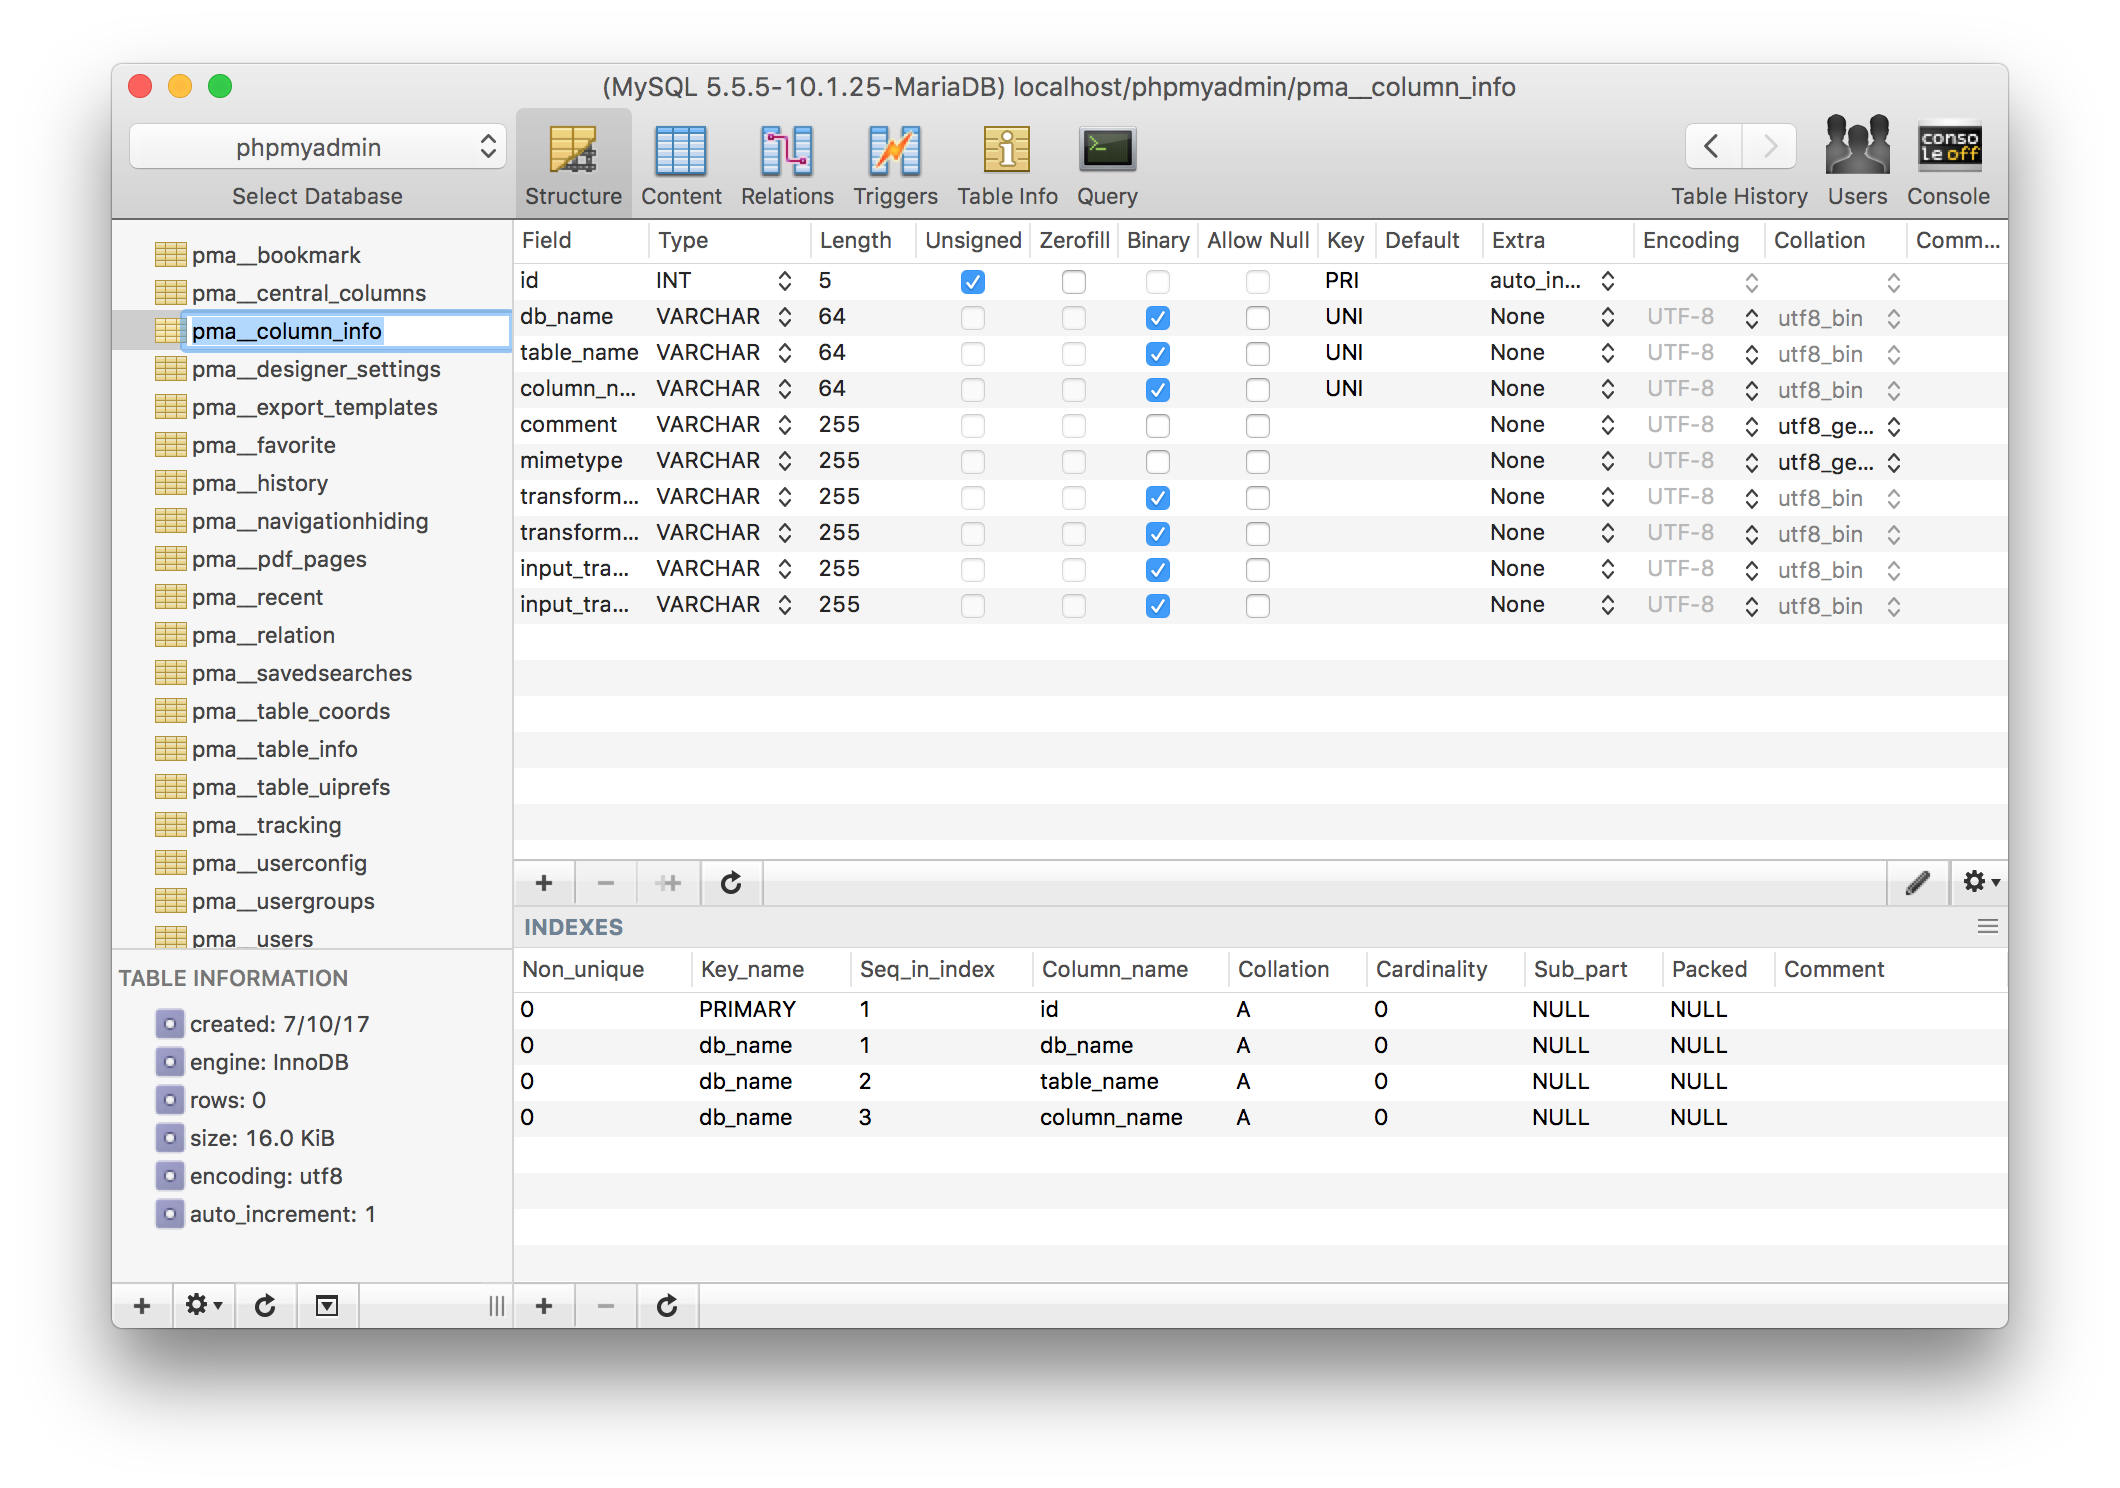 (MySQL 5.5.5-10.1.25-MariaDB) localhost/phpmyadmin/pma__column_info
phpmyadmin
Select Database
Structure Content Relations Triggers Table Info Query
Table History Users Console
conso
le off
pma__bookmark
pma__central_columns
pma__column_info
pma__designer_settings
pma__export_templates
pma__favorite
pma__history
pma__navigationhiding
pma__pdf_pages
pma__recent
pma__relation
pma__savedsearches
pma__table_coords
pma__table_info
pma__table_uiprefs
pma__tracking
pma__userconfig
pma__usergroups
pma__users
TABLE INFORMATION
created: 7/10/17
engine: InnoDB
rows: 0
size: 16.0 KiB
encoding: utf8
auto_increment: 1
Field Type Length Unsigned Zerofill Binary Allow Null Key Default Extra Encoding Collation Comm...
id INT 5 PRI auto_in...
db_name VARCHAR 64 UNI None UTF-8 utf8_bin
table_name VARCHAR 64 UNI None UTF-8 utf8_bin
column_n... VARCHAR 64 UNI None UTF-8 utf8_bin
comment VARCHAR 255 None UTF-8 utf8_ge...
mimetype VARCHAR 255 None UTF-8 utf8_ge...
transform... VARCHAR 255 None UTF-8 utf8_bin
transform... VARCHAR 255 None UTF-8 utf8_bin
input_tra... VARCHAR 255 None UTF-8 utf8_bin
input_tra... VARCHAR 255 None UTF-8 utf8_bin
INDEXES
Non_unique Key_name Seq_in_index Column_name Collation Cardinality Sub_part Packed Comment
0 PRIMARY 1 id A 0 NULL NULL
0 db_name 1 db_name A 0 NULL NULL
0 db_name 2 table_name A 0 NULL NULL
0 db_name 3 column_name A 0 NULL NULL